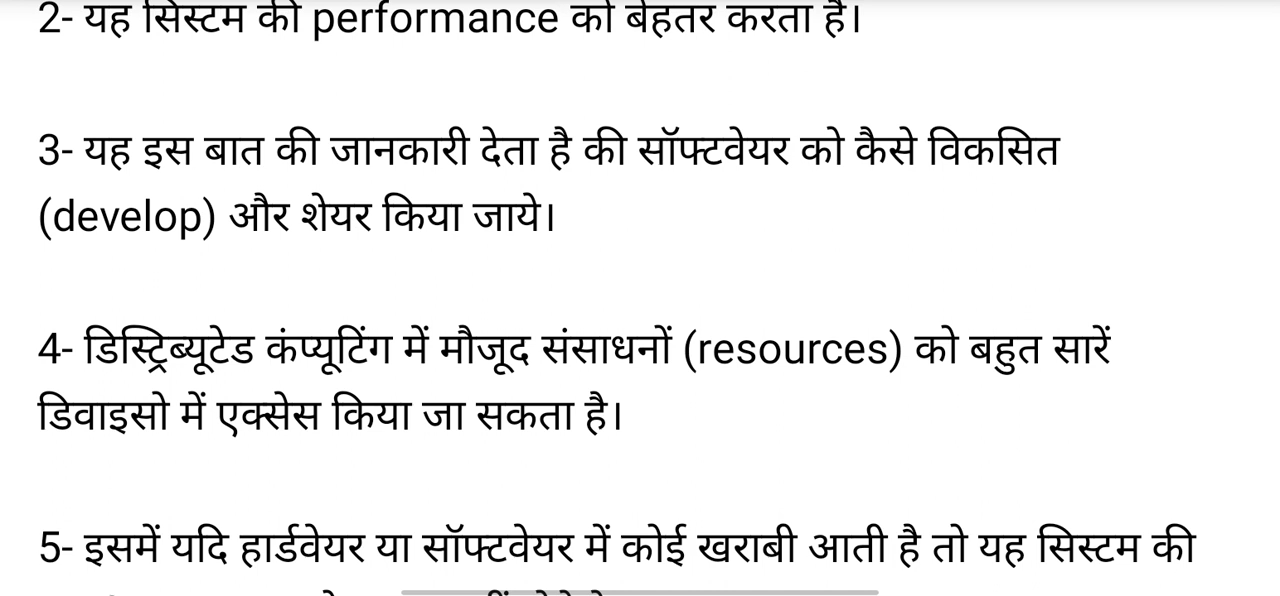 2- यह सिस्टम की performance को बेहतर करता है।
3- यह इस बात की जानकारी देता है की सॉफ्टवेयर को कैसे विकसित
(develop) और शेयर किया जाये।
4- डिस्ट्रिब्यूटेड कंप्यूटिंग में मौजूद संसाधनों (resources) को बहुत सारें
डिवाइसो में एक्सेस किया जा सकता है।
5- इसमें यदि हार्डवेयर या सॉफ्टवेयर में कोई खराबी आती है तो यह सिस्टम की